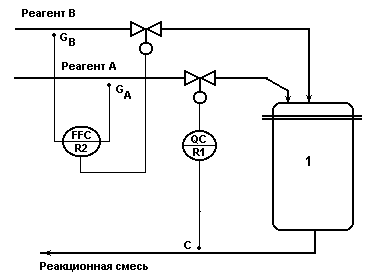 Реагент B
G B
Реагент A
G A
FFC
R2
QC
R1
1
C
Реакционная смесь